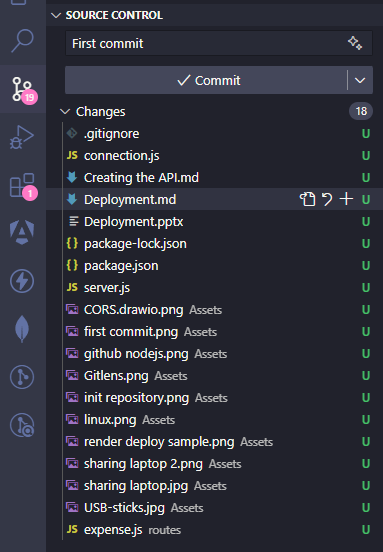 SOURCE CONTROL
First commit
Commit
19
Changes 18
.gitignore U
JS connection.js U
Creating the API.md U
Deployment.md U
Deployment.pptx U
{} package-lock.json U
1
{} package.json U
JS server.js U
CORS.drawio.png Assets U
first commit.png Assets U
github nodejs.png Assets U
Gitlens.png Assets U
init repository.png Assets U
linux.png Assets U
render deploy sample.png Assets U
sharing laptop 2.png Assets U
sharing laptop.jpg Assets U
USB-sticks.jpg Assets U
JS expense.js routes U